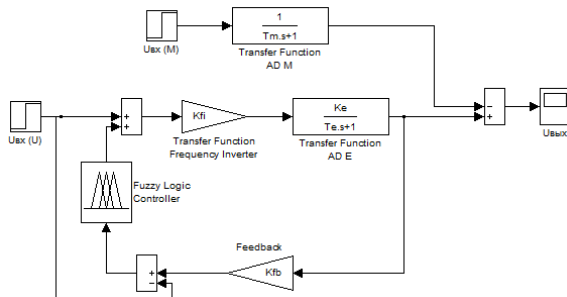 1
Tm.s+1
Uвх (M)
Transfer Function
AD M
Uвх (U)
+
+
Kfi
Transfer Function
Frequency Inverter
Ke
Te.s+1
Transfer Function
AD E
−
+
Uвых
Fuzzy Logic
Controller
Feedback
Kfb
+
−